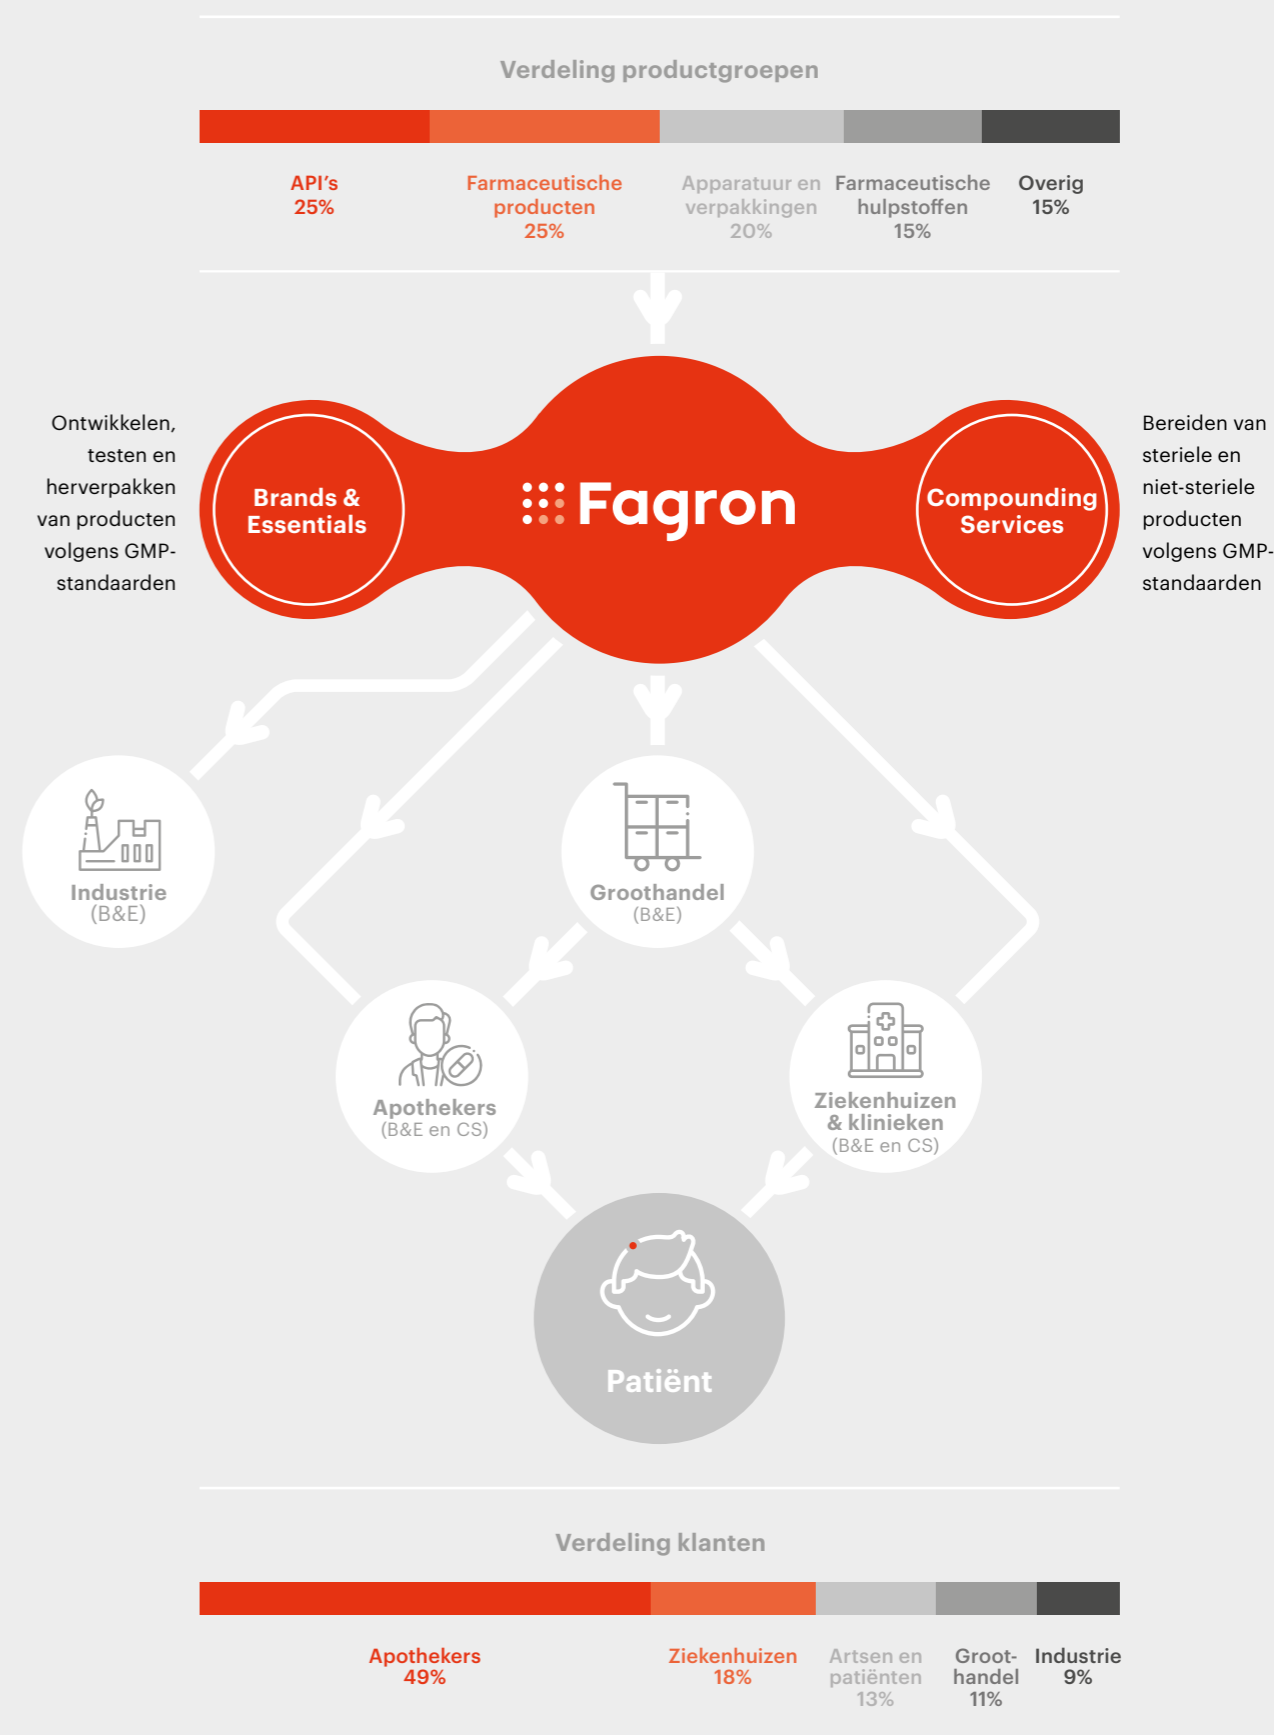 Verdeling productgroepen
API's
25%
Farmaceutische
producten
25%
Apparatuur en
verpakkingen
20%
Farmaceutische
hulpstoffen
15%
Overig
15%
Ontwikkelen,
testen en
herverpakken
van producten
volgens GMP-
standaarden
Brands &
Essentials
Fagron
Compounding
Services
Bereiden van
steriele en
niet-steriele
producten
volgens GMP-
standaarden
Industrie
(B&E)
Groothandel
(B&E)
Apothekers
(B&E en CS)
Ziekenhuizen
& klinieken
(B&E en CS)
Patiënt
Verdeling klanten
Apothekers
49%
Ziekenhuizen
18%
Artsen en
patiënten
13%
Groot-
handel
11%
Industrie
9%